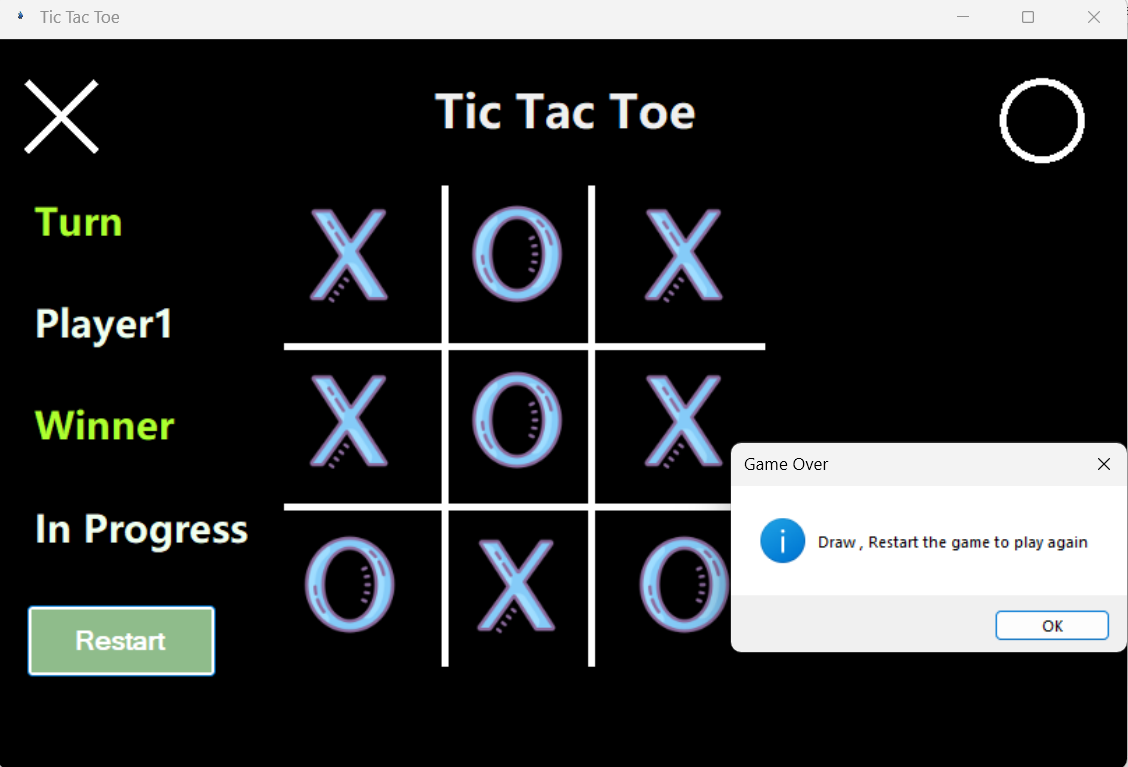 Tic Tac Toe
Tic Tac Toe
Turn
Player1
Winner
In Progress
Restart
X O X
X O X
O X O
Game Over
Draw , Restart the game to play again
OK